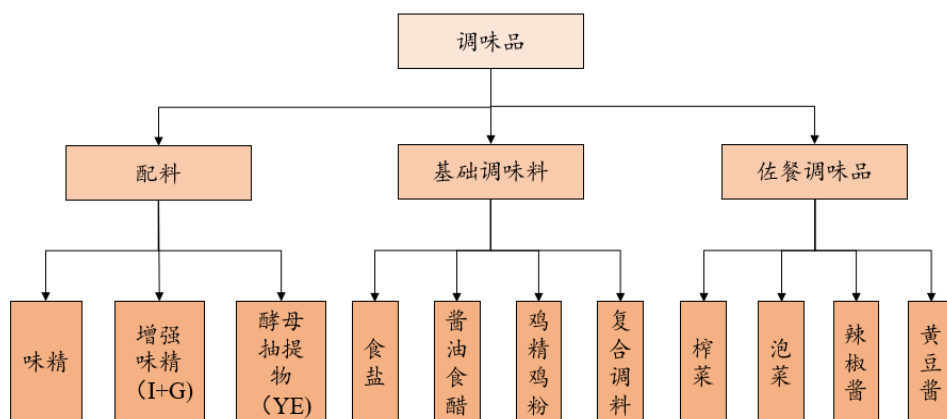 调味品
配料
基础调味料
佐餐调味品
味精
增强
味精
（I+G)
酵母
抽提
物
（YE)
食
盐
酱
油
食
醋
鸡
精
鸡
粉
复
合
调
料
榨
菜
泡
菜
辣
椒
酱
黄
豆
酱